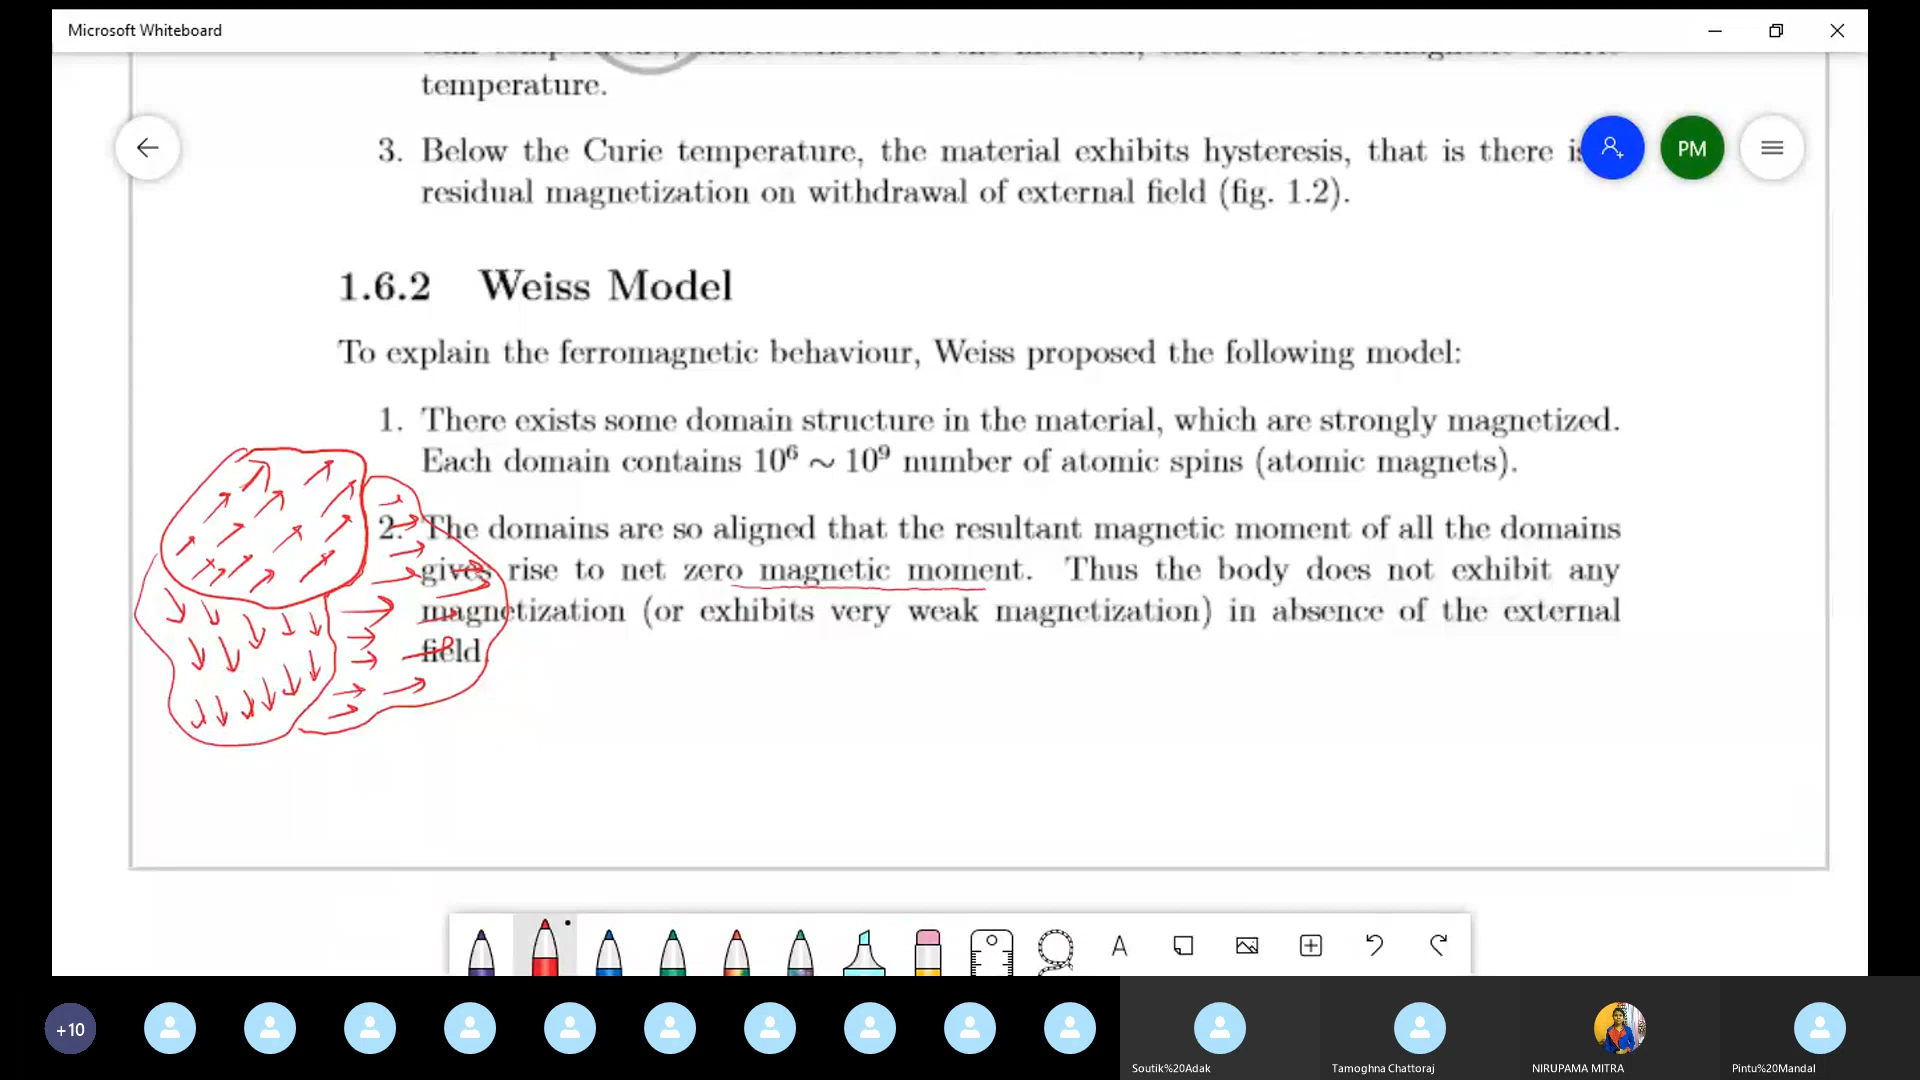 Microsoft Whiteboard
temperature.
3. Below the Curie temperature, the material exhibits hysteresis, that is there is
residual magnetization on withdrawal of external field (fig. 1.2).
PM
1.6.2 Weiss Model
To explain the ferromagnetic behaviour, Weiss proposed the following model:
1. There exists some domain structure in the material, which are strongly magnetized.
Each domain contains 10⁶ ∼ 10⁹ number of atomic spins (atomic magnets).
2. The domains are so aligned that the resultant magnetic moment of all the domains
gives rise to net zero magnetic moment. Thus the body does not exhibit any
magnetization (or exhibits very weak magnetization) in absence of the external
field.
+10
Soutik%20Adak
Tamoghna Chattoraj
NIRUPAMA MITRA
Pintu%20Mandal